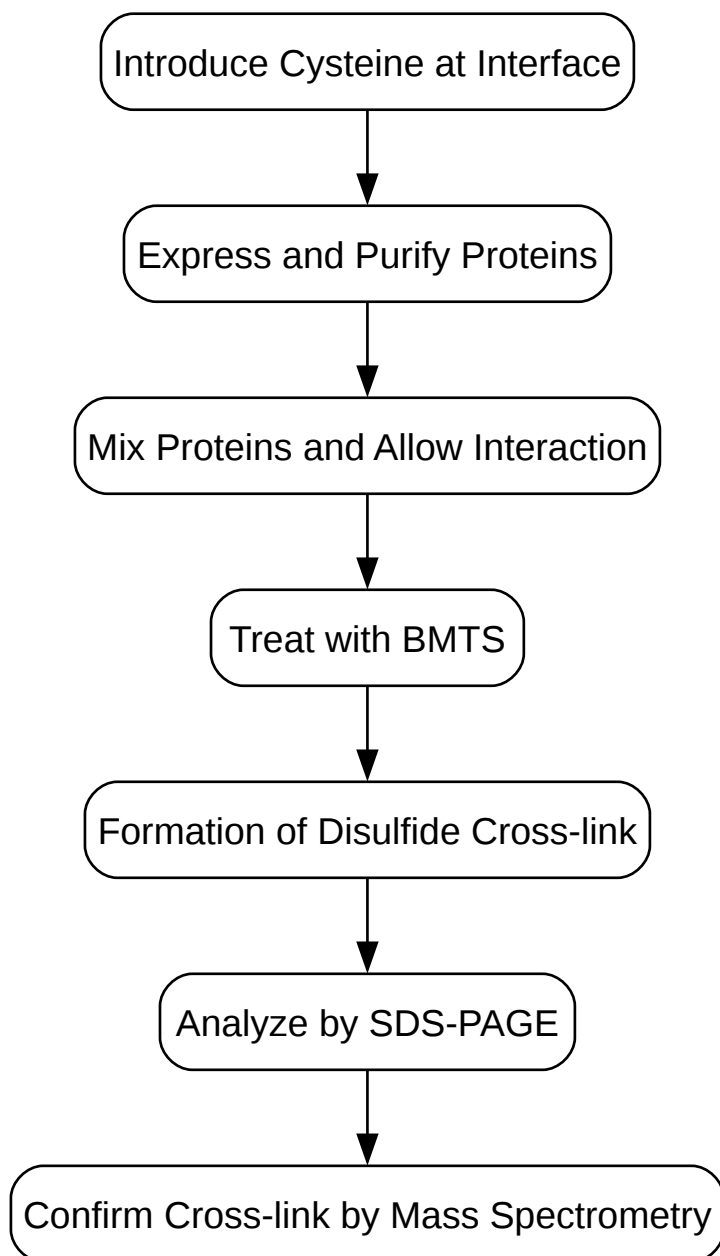 Introduce Cysteine at Interface
Express and Purify Proteins
Mix Proteins and Allow Interaction
Treat with BMTS
Formation of Disulfide Cross-link
Analyze by SDS-PAGE
Confirm Cross-link by Mass Spectrometry